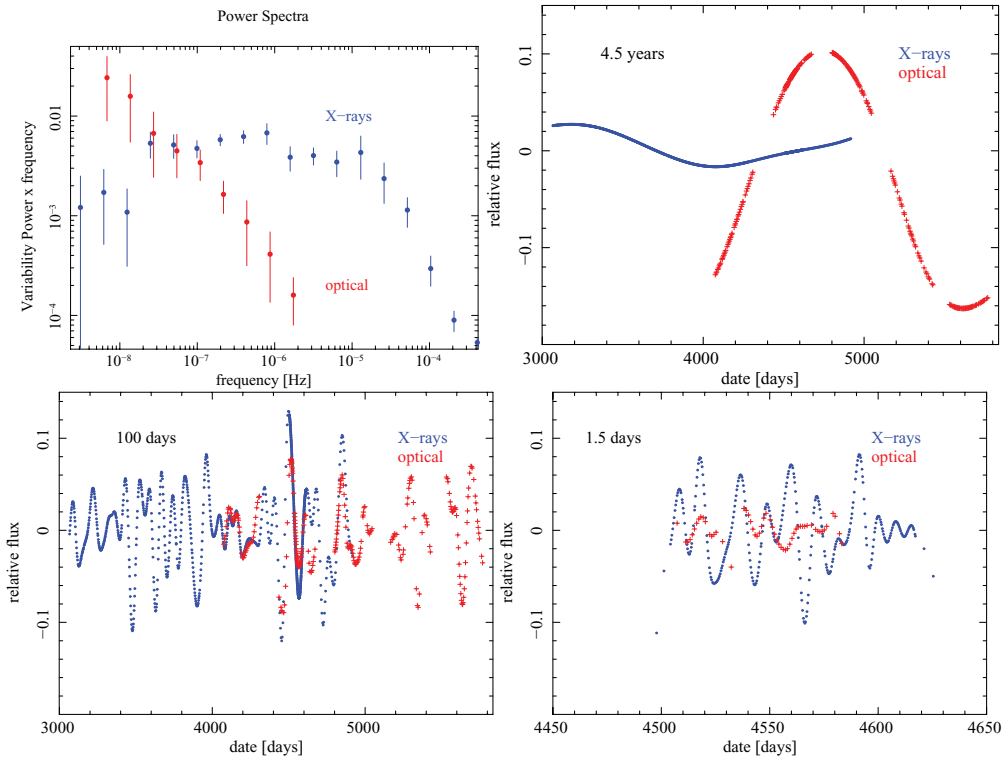 Power Spectra
Variability Power x frequency
0.01
10−3
10−4
X−rays
optical
10−8
10−7
10−6
10−5
10−4
frequency [Hz]
4.5 years
X−rays
optical
relative flux
0.1
0
−0.1
3000
4000
5000
date [days]
100 days
X−rays
optical
relative flux
0.1
0
−0.1
3000
4000
5000
date [days]
1.5 days
X−rays
optical
relative flux
0.1
0
−0.1
4450
4500
4550
4600
4650
date [days]